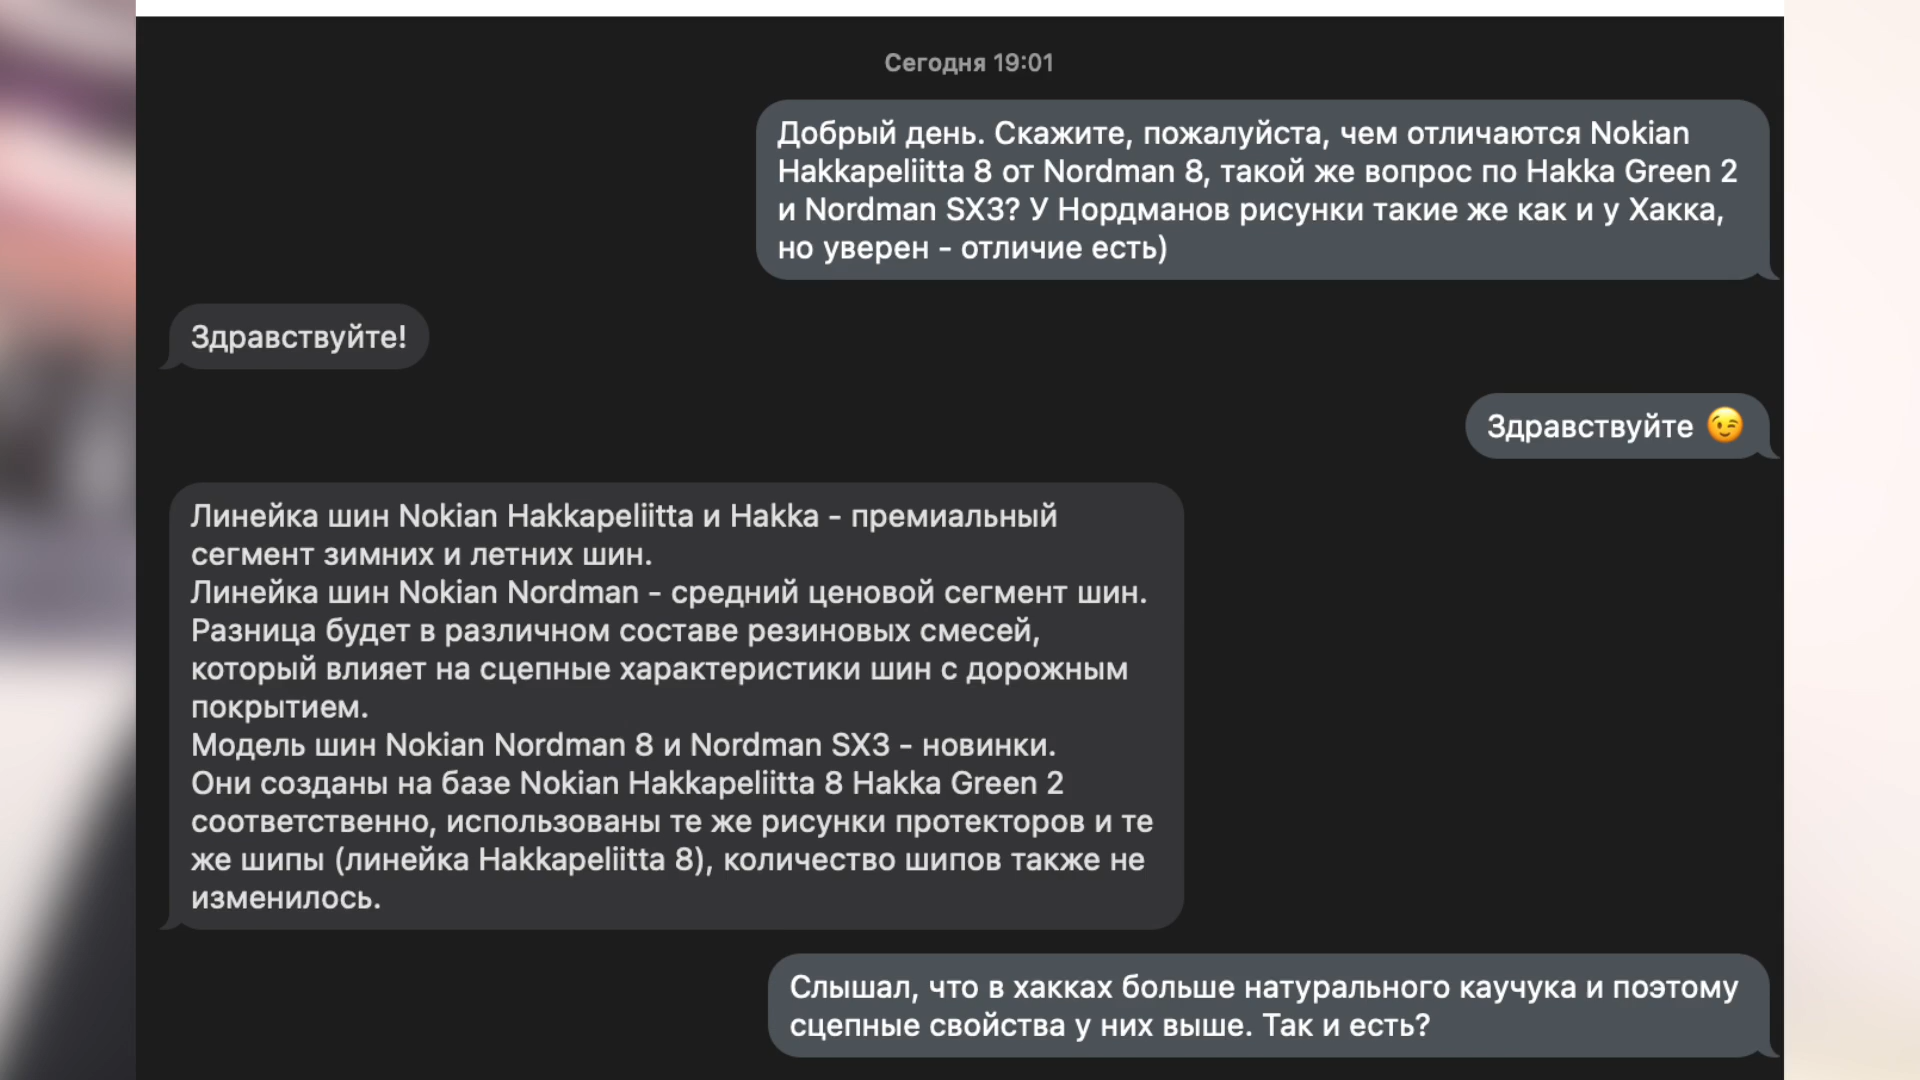 Сегодня 19:01
Добрый день. Скажите, пожалуйста, чем отличаются Nokian
Hakkapeliitta 8 от Nordman 8, такой же вопрос по Hakka Green 2
и Nordman SX3? У Нордманов рисунки такие же как и у Хакка,
но уверен - отличие есть)
Здравствуйте!
Здравствуйте 😉
Линейка шин Nokian Hakkapeliitta и Hakka - премиальный
сегмент зимних и летних шин.
Линейка шин Nokian Nordman - средний ценовой сегмент шин.
Разница будет в различном составе резиновых смесей,
который влияет на сцепные характеристики шин с дорожным
покрытием.
Модель шин Nokian Nordman 8 и Nordman SX3 - новинки.
Они созданы на базе Nokian Hakkapeliitta 8 Hakka Green 2
соответственно, использованы те же рисунки протекторов и те
же шипы (линейка Hakkapeliitta 8), количество шипов также не
изменилось.
Слышал, что в хакках больше натурального каучука и поэтому
сцепные свойства у них выше. Так и есть?